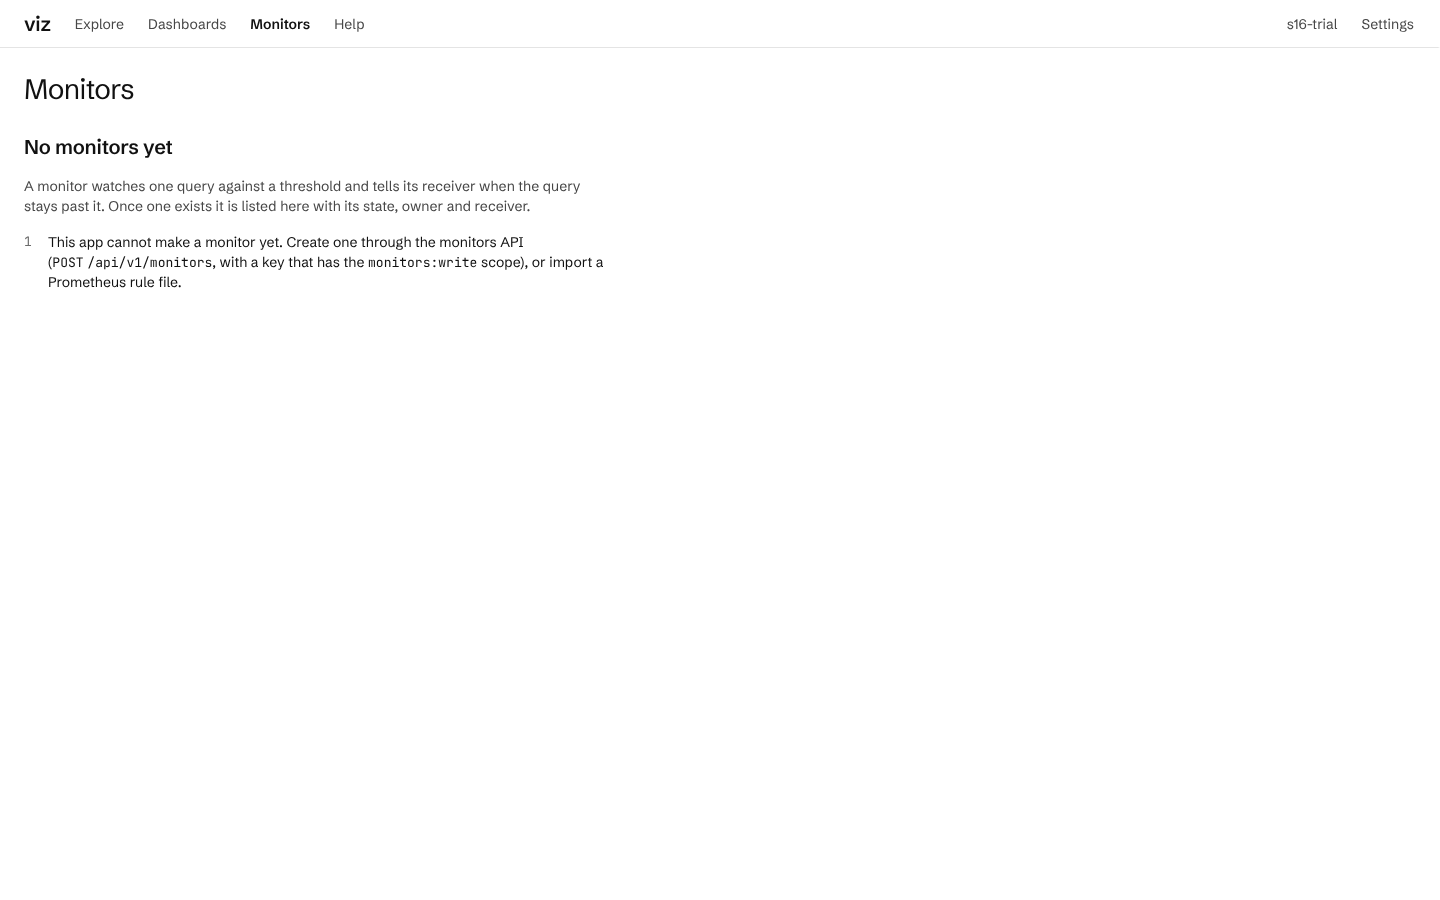 viz Explore Dashboards Monitors Help s16-trial Settings
Monitors
No monitors yet
A monitor watches one query against a threshold and tells its receiver when the query
stays past it. Once one exists it is listed here with its state, owner and receiver.
1 This app cannot make a monitor yet. Create one through the monitors API
(POST /api/v1/monitors, with a key that has the monitors:write scope), or import a
Prometheus rule file.